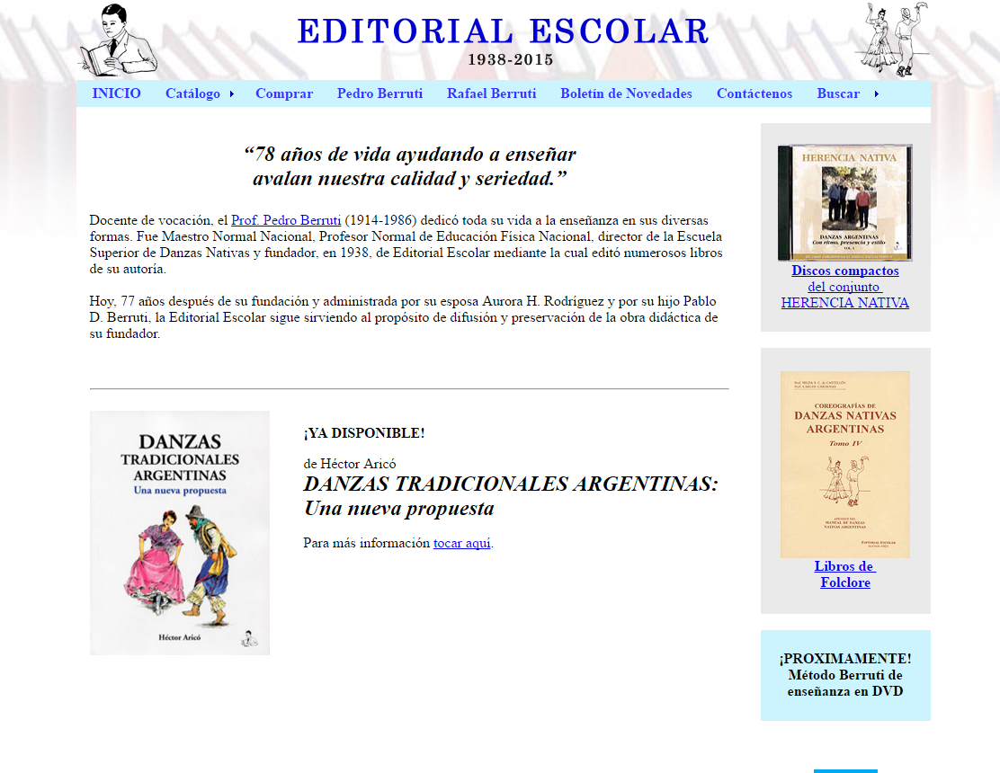 EDITORIAL ESCOLAR
1938-2015
INICIO Catálogo Comprar Pedro Berruti Rafael Berruti Boletín de Novedades Contáctenos Buscar
“78 años de vida ayudando a enseñar
avalan nuestra calidad y seriedad.”
Docente de vocación, el Prof. Pedro Berruti (1914-1986) dedicó toda su vida a la enseñanza en sus diversas
formas. Fue Maestro Normal Nacional, Profesor Normal de Educación Física Nacional, director de la Escuela
Superior de Danzas Nativas y fundador, en 1938, de Editorial Escolar mediante la cual editó numerosos libros
de su autoría.
Hoy, 77 años después de su fundación y administrada por su esposa Aurora H. Rodríguez y por su hijo Pablo
D. Berruti, la Editorial Escolar sigue sirviendo al propósito de difusión y preservación de la obra didáctica de
su fundador.
DANZAS
TRADICIONALES
ARGENTINAS
Una nueva propuesta
Héctor Aricó
¡YA DISPONIBLE!
de Héctor Aricó
DANZAS TRADICIONALES ARGENTINAS:
Una nueva propuesta
Para más información tocar aquí.
HERENCIA NATIVA
DANZAS ARGENTINAS
Con ritmo, presencia y estilo
VOL. 1
Discos compactos
del conjunto
HERENCIA NATIVA
Prof. HILDA S. C. de CASTELLÓN
Prof. CARLOS CARDENAS
COREOGRAFÍAS DE
DANZAS NATIVAS
ARGENTINAS
Tomo IV
APENDICE DEL
MANUAL DE DANZAS
NATIVAS ARGENTINAS
EDITORIAL ESCOLAR
BUENOS AIRES
Libros de
Folclore
¡PROXIMAMENTE!
Método Berruti de
enseñanza en DVD